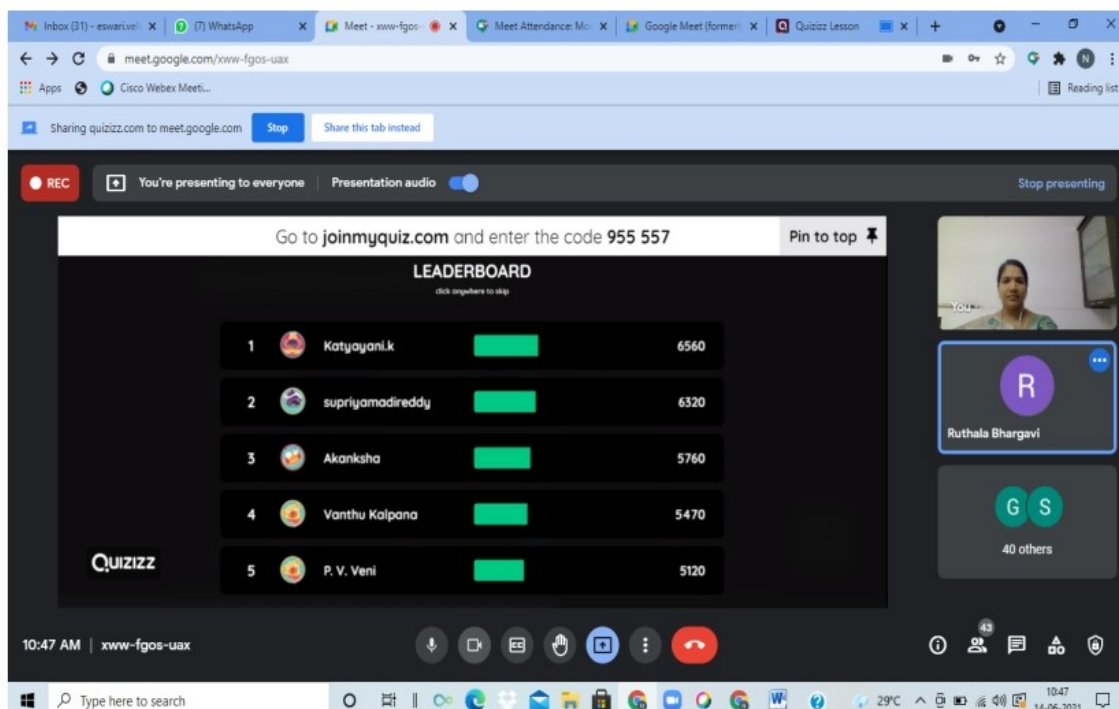 Inbox (31) - eswari.vel
(7) WhatsApp
Meet - xww-fgos-
Meet Attendance: Mo
Google Meet (formerl
Quizizz Lesson
meet.google.com/xww-fgos-uax
N
Apps
Cisco Webex Meeti...
Reading list
Sharing quizizz.com to meet.google.com
Stop
Share this tab instead
REC
You're presenting to everyone
Presentation audio
Stop presenting
Go to joinmyquiz.com and enter the code 955 557
Pin to top
LEADERBOARD
click anywhere to skip
1 Katyayani.k 6560
2 supriyamadireddy 6320
3 Akanksha 5760
4 Vanthu Kalpana 5470
5 P. V. Veni 5120
QUIZIZZ
You
R
Ruthala Bhargavi
G S
40 others
10:47 AM | xww-fgos-uax
43
Type here to search
29°C
10:47
14-06-2021